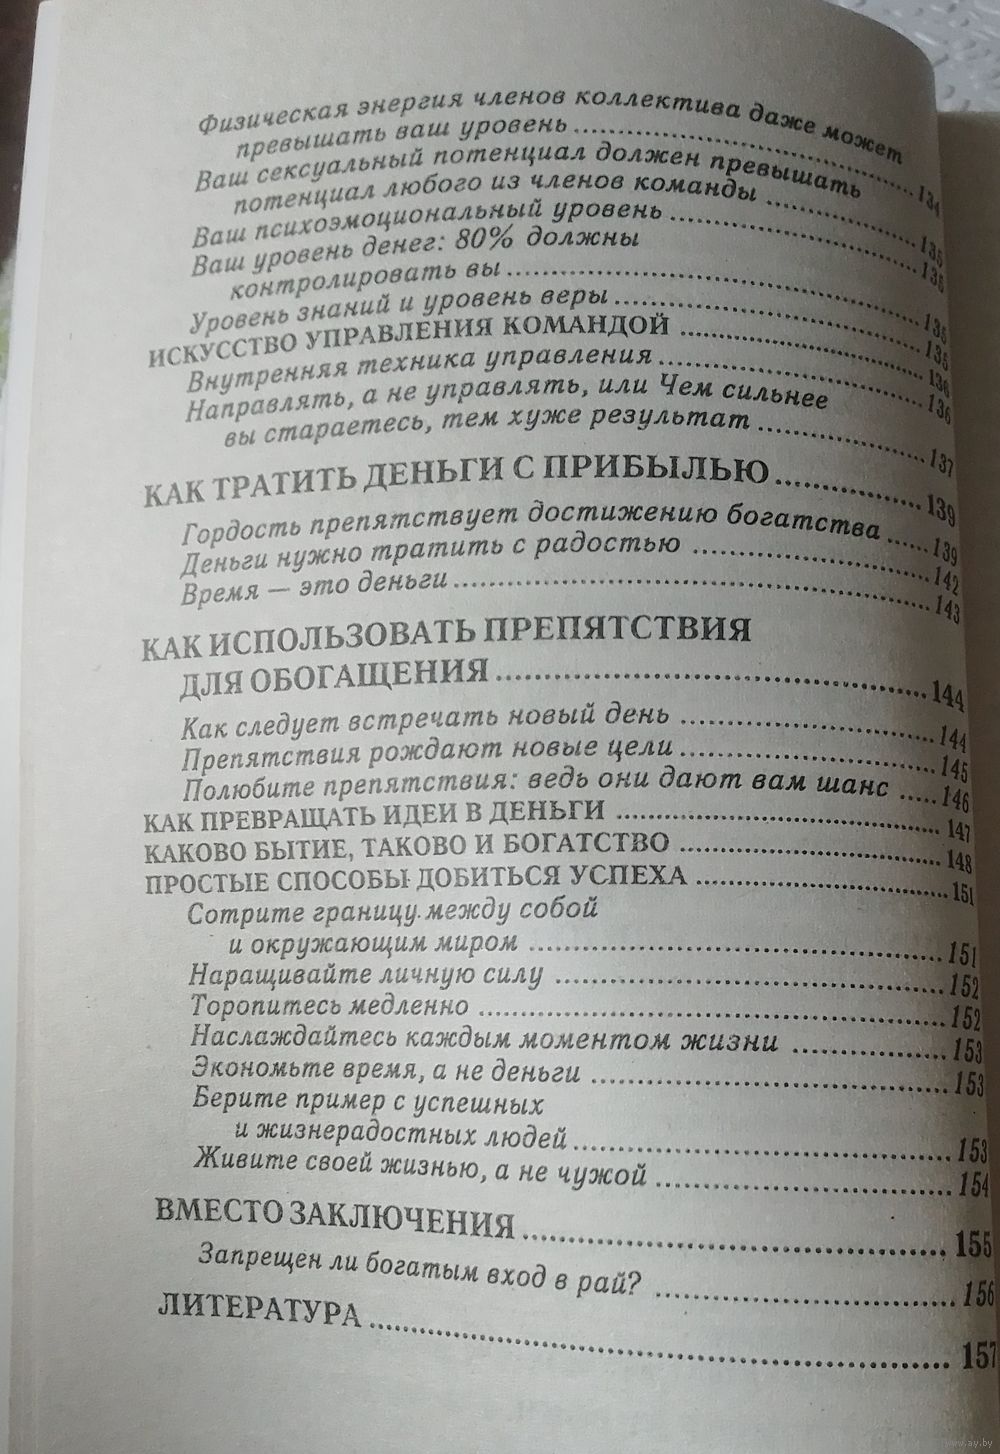 Физическая энергия членов коллектива даже может
превышать ваш уровень ........ 134
Ваш сексуальный потенциал должен превышать
потенциал любого из членов команды ........ 135
Ваш психоэмоциональный уровень ........ 135
Ваш уровень денег: 80% должны
контролировать вы ........ 135
Уровень знаний и уровень веры ........ 135
ИСКУССТВО УПРАВЛЕНИЯ КОМАНДОЙ ........ 136
Внутренняя техника управления ........ 136
Направлять, а не управлять, или Чем сильнее
вы стараетесь, тем хуже результат ........ 137
КАК ТРАТИТЬ ДЕНЬГИ С ПРИБЫЛЬЮ ........ 139
Гордость препятствует достижению богатства ...... 139
Деньги нужно тратить с радостью ........ 142
Время — это деньги ........ 143
КАК ИСПОЛЬЗОВАТЬ ПРЕПЯТСТВИЯ
ДЛЯ ОБОГАЩЕНИЯ ........ 144
Как следует встречать новый день ........ 144
Препятствия рождают новые цели ........ 145
Полюбите препятствия: ведь они дают вам шанс ..... 146
КАК ПРЕВРАЩАТЬ ИДЕИ В ДЕНЬГИ ........ 147
КАКОВО БЫТИЕ, ТАКОВО И БОГАТСТВО ........ 148
ПРОСТЫЕ СПОСОБЫ ДОБИТЬСЯ УСПЕХА ........ 151
Сотрите границу между собой
и окружающим миром ........ 151
Наращивайте личную силу ........ 152
Торопитесь медленно ........ 152
Наслаждайтесь каждым моментом жизни ........ 153
Экономьте время, а не деньги ........ 153
Берите пример с успешных
и жизнерадостных людей ........ 153
Живите своей жизнью, а не чужой ........ 154
ВМЕСТО ЗАКЛЮЧЕНИЯ ........ 155
Запрещен ли богатым вход в рай? ........ 156
ЛИТЕРАТУРА ........ 157
www.ay.by